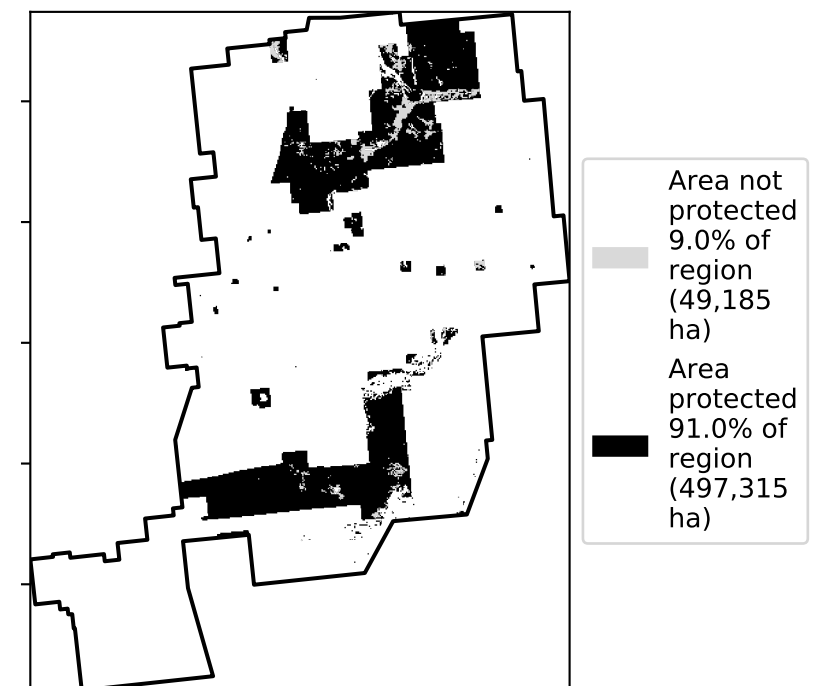 Area not
protected
9.0% of
region
(49,185
ha)
Area
protected
91.0% of
region
(497,315
ha)